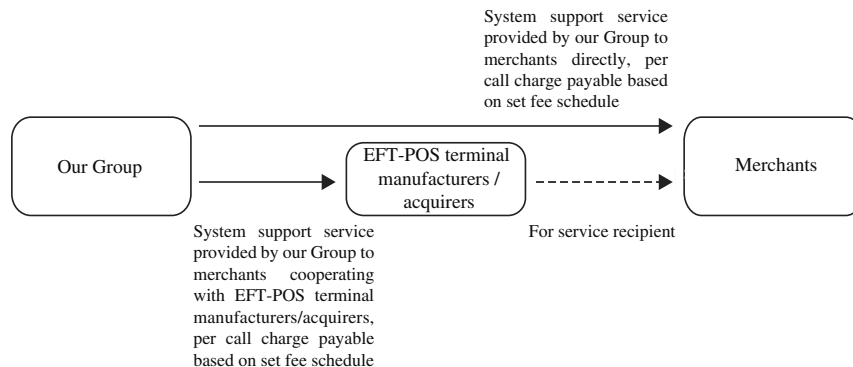 System support service
provided by our Group to
merchants directly, per
call charge payable based
on set fee schedule
Our Group
EFT-POS terminal
manufacturers /
acquirers
Merchants
System support service
provided by our Group to
merchants cooperating
with EFT-POS terminal
manufacturers/acquirers,
per call charge payable
based on set fee schedule
For service recipient